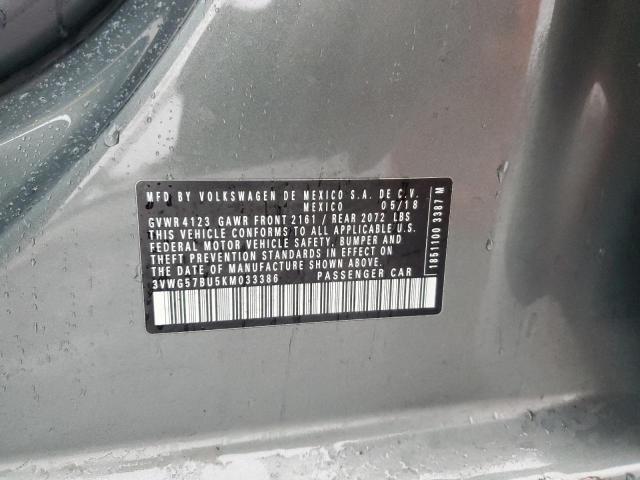 MFD BY VOLKSWAGEN DE MEXICO S.A. DE C.V.
MEXICO 05/18
GVWR 4123 GAWR FRONT 2161 / REAR 2072 LBS
THIS VEHICLE CONFORMS TO ALL APPLICABLE U.S.
FEDERAL MOTOR VEHICLE SAFETY, BUMPER AND
THEFT PREVENTION STANDARDS IN EFFECT ON
THE DATE OF MANUFACTURE SHOWN ABOVE.
3VWG57BU5KM033386 PASSENGER CAR
1851100 3387 M